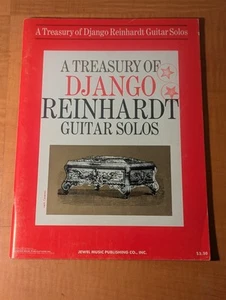 A Treasury of Django Reinhardt Guitar Solos
A TREASURY OF
DJANGO
REINHARDT
GUITAR SOLOS
JEWEL MUSIC PUBLISHING CO., INC.